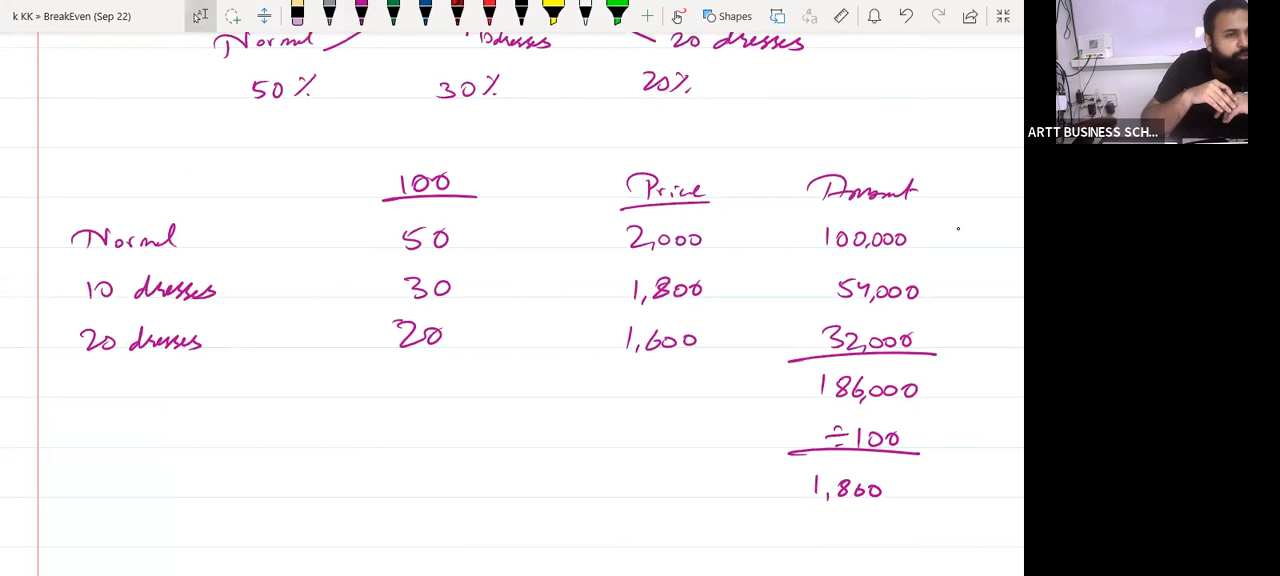 k KK » BreakEven (Sep 22)
Shapes
Normal 10 dresses 20 dresses
50% 30% 20%
ARTT BUSINESS SCH...
100 Price Amount
Normal 50 2,000 100,000
10 dresses 30 1,800 54,000
20 dresses 20 1,600 32,000
186,000
÷100
1,860